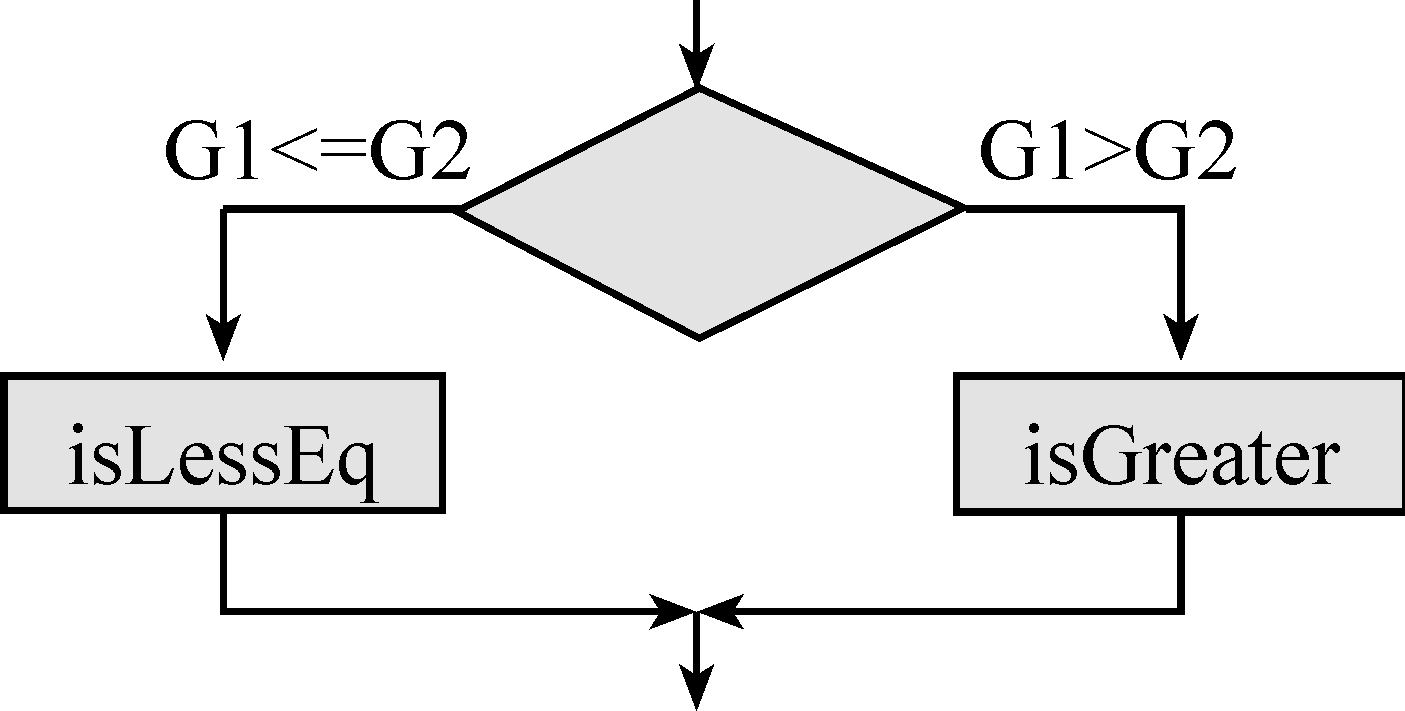 G1<=G2
G1>G2
isLessEq
isGreater